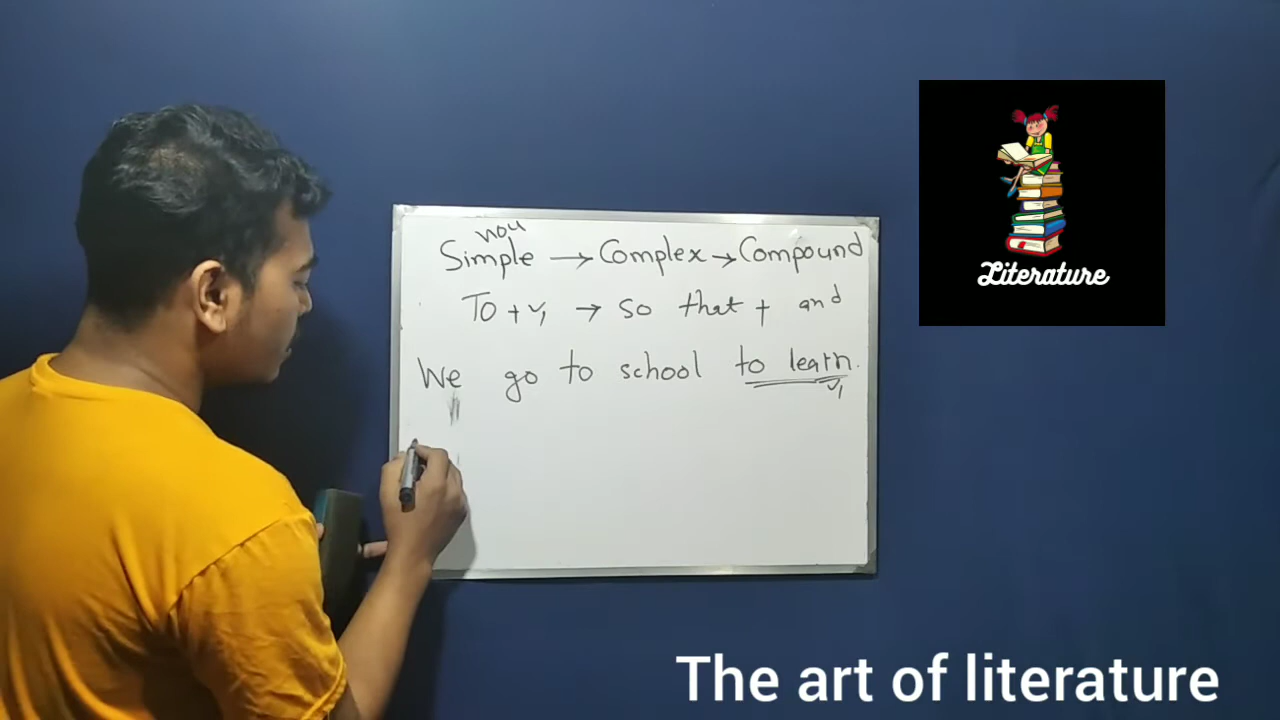 Simple → Complex → Compound
To + V₁ → so that + and
We go to school to learn.
V₁
Literature
The art of literature